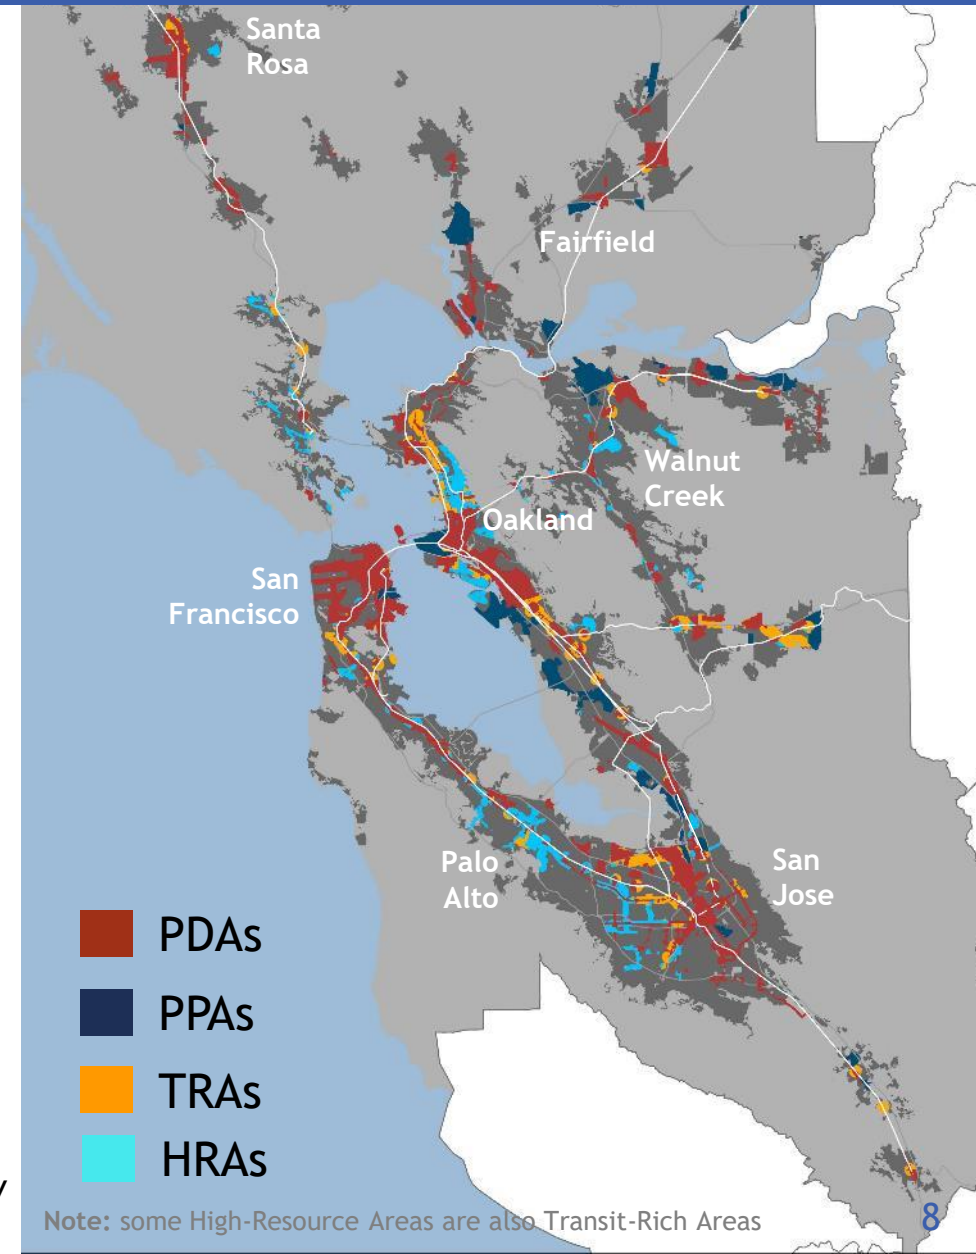 Santa
Rosa
Fairfield
Walnut
Creek
Oakland
San
Francisco
Palo
Alto
San
Jose
PDAs
PPAs
TRAs
HRAs
Note: some High-Resource Areas are also Transit-Rich Areas
8